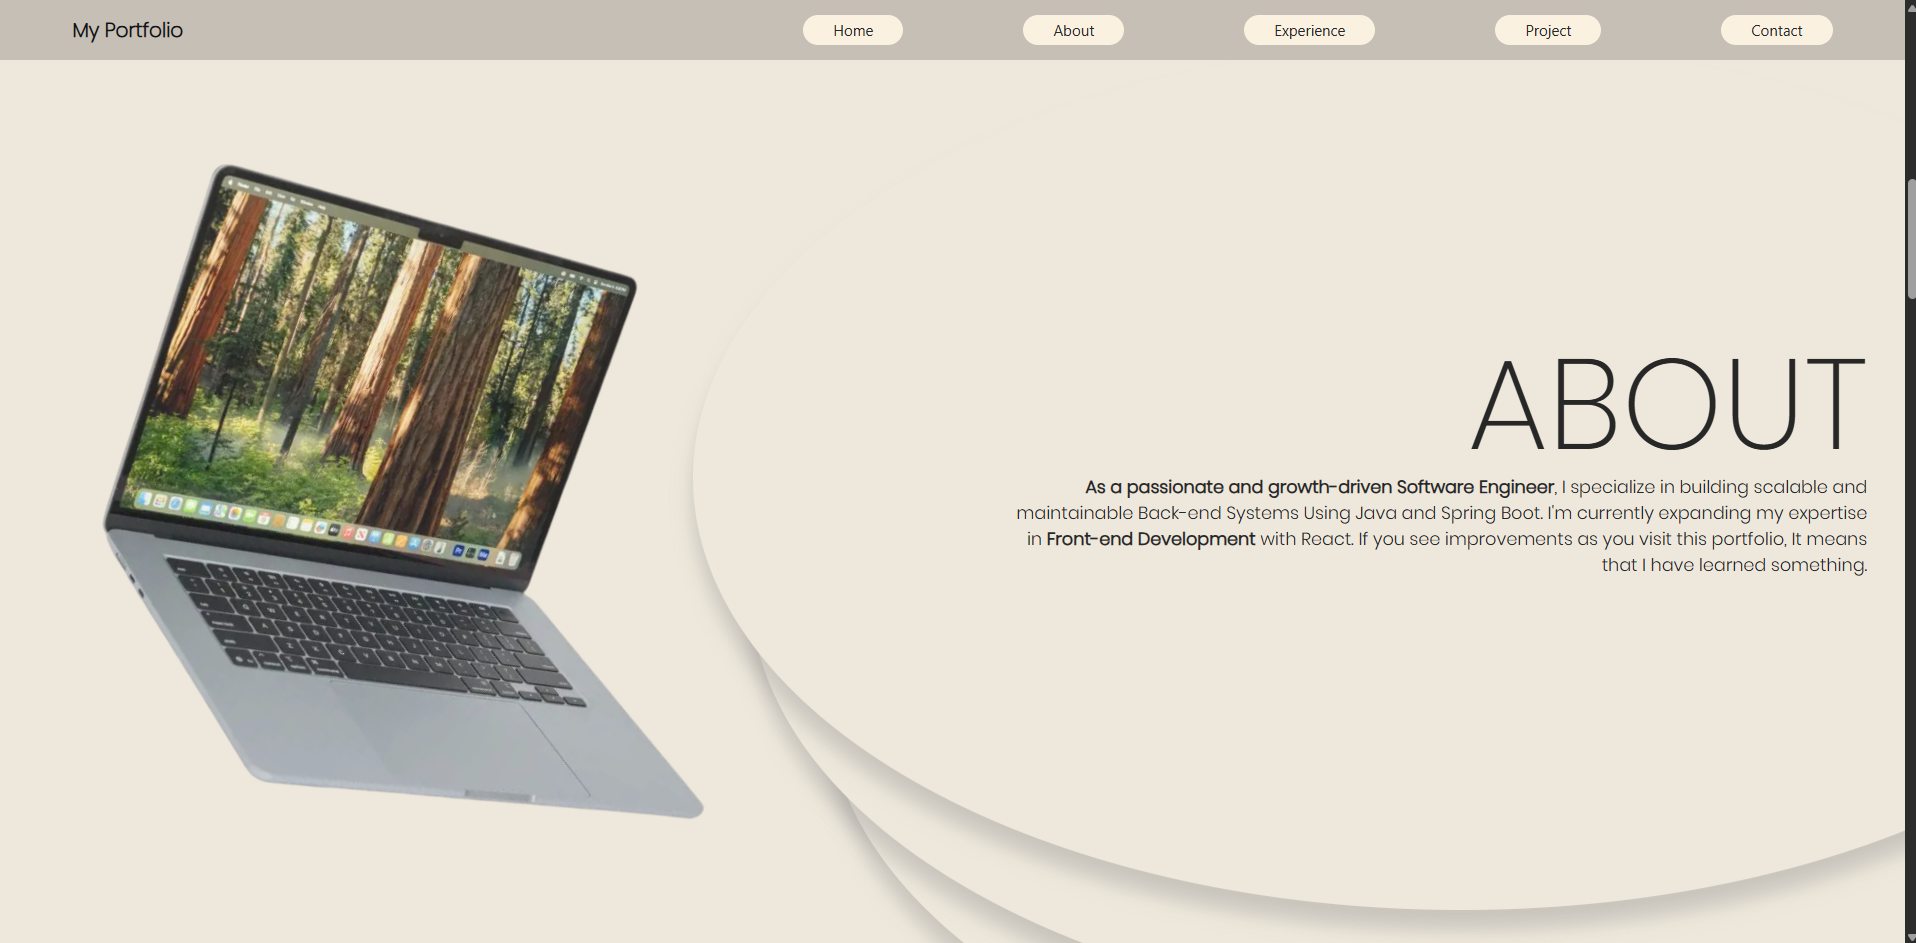 My Portfolio
Home
About
Experience
Project
Contact
ABOUT
As a passionate and growth-driven Software Engineer, I specialize in building scalable and
maintainable Back-end Systems Using Java and Spring Boot. I'm currently expanding my expertise
in Front-end Development with React. If you see improvements as you visit this portfolio, It means
that I have learned something.